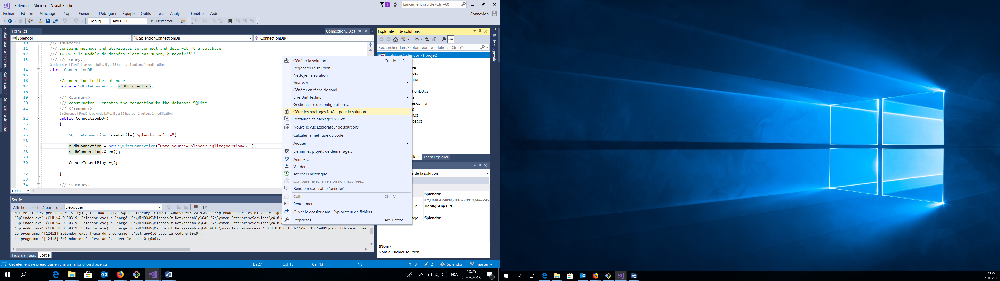 Splendor - Microsoft Visual Studio
1
Lancement rapide (Ctrl+Q)
Fichier Edition Affichage Projet Générer Déboguer Équipe Outils Test Analyser Fenêtre Aide
Connexion
Debug Any CPU Démarrer
Explorateur de serveurs
Boîte à outils
Sources de données
Form1.cs
ConnectionDB.cs
Splendor
Splendor.ConnectionDB
ConnectionDB()
10 /// <summary>
11 /// contains methods and attributes to connect and deal with the database
12 /// TO DO : le modèle de données n'est pas super, à revoir!!!!
13 /// </summary>
3 références | Frédérique Andolfatto, Il y a 15 heures | 1 auteur, 1 modification
14 class ConnectionDB
15 {
16 //connection to the database
17 private SQLiteConnection m_dbConnection;
18
19 /// <summary>
20 /// constructor : creates the connection to the database SQLite
21 /// </summary>
1 référence | Frédérique Andolfatto, Il y a 15 heures | 1 auteur, 1 modification
22 public ConnectionDB()
23 {
24
25 SQLiteConnection.CreateFile("Splendor.sqlite");
26
27 m_dbConnection = new SQLiteConnection("Data Source=Splendor.sqlite;Version=3;");
28 m_dbConnection.Open();
29
30 CreateInsertPlayer();
31
32 }
33
34 /// <summary>
100 %
Générer la solution Ctrl+Maj+B
Regénérer la solution
Nettoyer la solution
Analyser
Générer en tâche de fond...
Live Unit Testing
Gestionnaire de configurations...
Gérer les packages NuGet pour la solution...
Restaurer les packages NuGet
Nouvelle vue Explorateur de solutions
Calculer la métrique du code
Ajouter
Définir les projets de démarrage...
Annuler...
Valider...
Afficher l'historique...
Comparer avec la version non modifiée...
Rendre responsable (annoter)
Coller Ctrl+V
Renommer
Ouvrir le dossier dans l'Explorateur de fichiers
Propriétés Alt+Entrée
Explorateur de solutions
Rechercher dans Explorateur de solutions (Ctrl+è)
Solution 'Splendor' (1 projet)
ies
nces
nfig
tionDB.cs
cs
es.config
s
n.cs
rces.cs
tions Team Explorer
s de la solution
Splendor
C:\Data\Cours\2018-2019\MA-24\
ive Debug|Any CPU
age Splendor
(Nom)
Nom du fichier solution.
Outils de diagnostic
Sortie
Afficher la sortie à partir de : Déboguer
Native library pre-loader is trying to load native SQLite library "C:\Data\Cours\2018-2019\MA-24\Splendor pour les élèves V1\Spl
'Splendor.exe' (CLR v4.0.30319: Splendor.exe) : Chargé 'C:\WINDOWS\Microsoft.Net\assembly\GAC_32\System.EnterpriseServices\v4.0_
'Splendor.exe' (CLR v4.0.30319: Splendor.exe) : Chargé 'C:\WINDOWS\Microsoft.Net\assembly\GAC_32\System.EnterpriseServices\v4.0_
'Splendor.exe' (CLR v4.0.30319: Splendor.exe) : Chargé 'C:\WINDOWS\Microsoft.Net\assembly\GAC_MSIL\mscorlib.resources\v4.0_4.0.0.0_fr_b77a5c561934e089\mscorlib.resources.
Le programme '[12412] Splendor.exe: Trace du programme' s'est arrêté avec le code 0 (0x0).
Le programme '[12412] Splendor.exe' s'est arrêté avec le code 0 (0x0).
Liste d'erreurs Sortie
Cet élément ne prend pas en charge la fonction d'aperçu Ln 27 Col 13 Car 13 INS 0 2 Splendor master
FRA
13:25
29.08.2018
1
13:25
29.08.2018